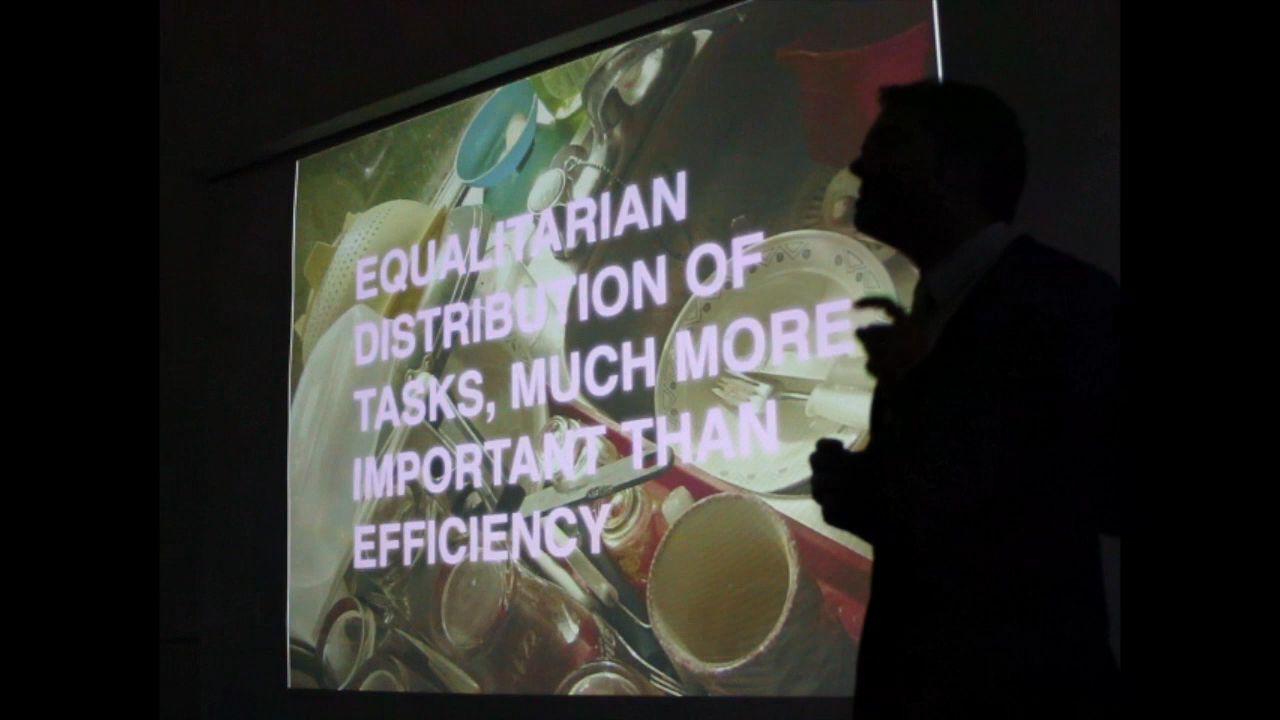 EQUALITARIAN
DISTRIBUTION OF
TASKS, MUCH MORE
IMPORTANT THAN
EFFICIENCY